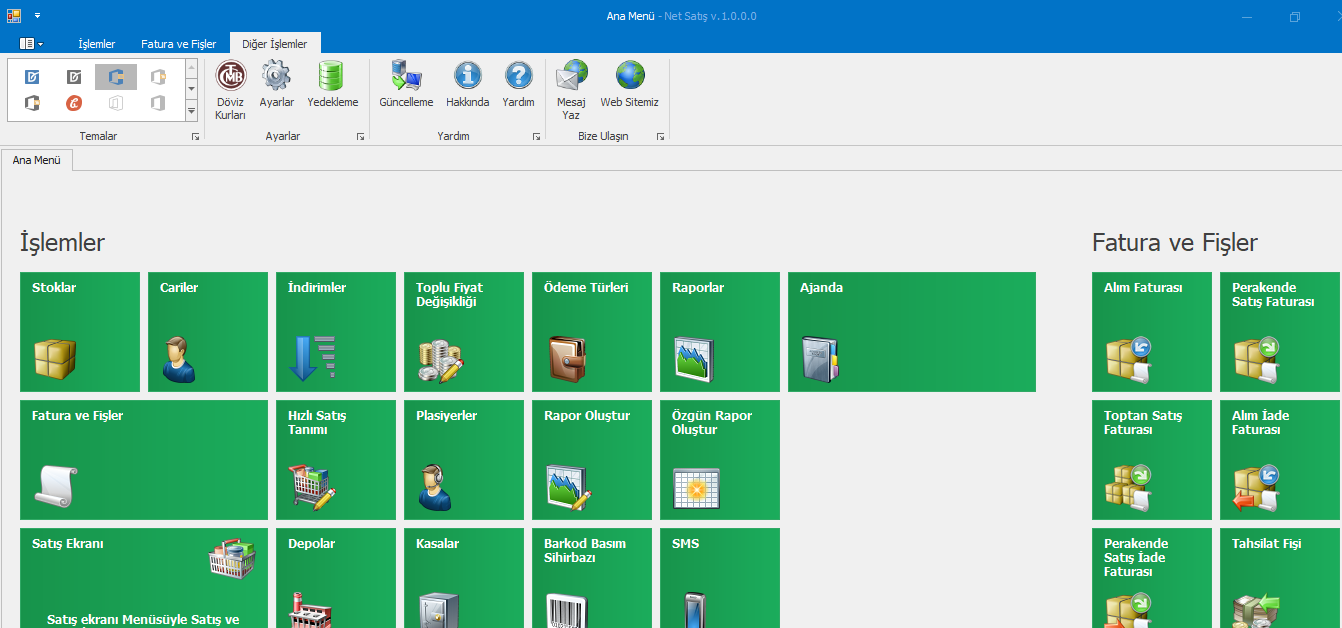 Ana Menü - Net Satış v.1.0.0.0
İşlemler
Fatura ve Fişler
Diğer İşlemler
Döviz
Kurları
Ayarlar
Yedekleme
Güncelleme
Hakkında
Yardım
Mesaj
Yaz
Web Sitemiz
Temalar
Ayarlar
Yardım
Bize Ulaşın
Ana Menü
İşlemler
Fatura ve Fişler
Stoklar
Cariler
İndirimler
Toplu Fiyat
Değişikliği
Ödeme Türleri
Raporlar
Ajanda
Alım Faturası
Perakende
Satış Faturası
Fatura ve Fişler
Hızlı Satış
Tanımı
Plasiyerler
Rapor Oluştur
Özgün Rapor
Oluştur
Toptan Satış
Faturası
Alım İade
Faturası
Satış Ekranı
Satış ekranı Menüsüyle Satış ve
Depolar
Kasalar
Barkod Basım
Sihirbazı
SMS
Perakende
Satış İade
Faturası
Tahsilat Fişi